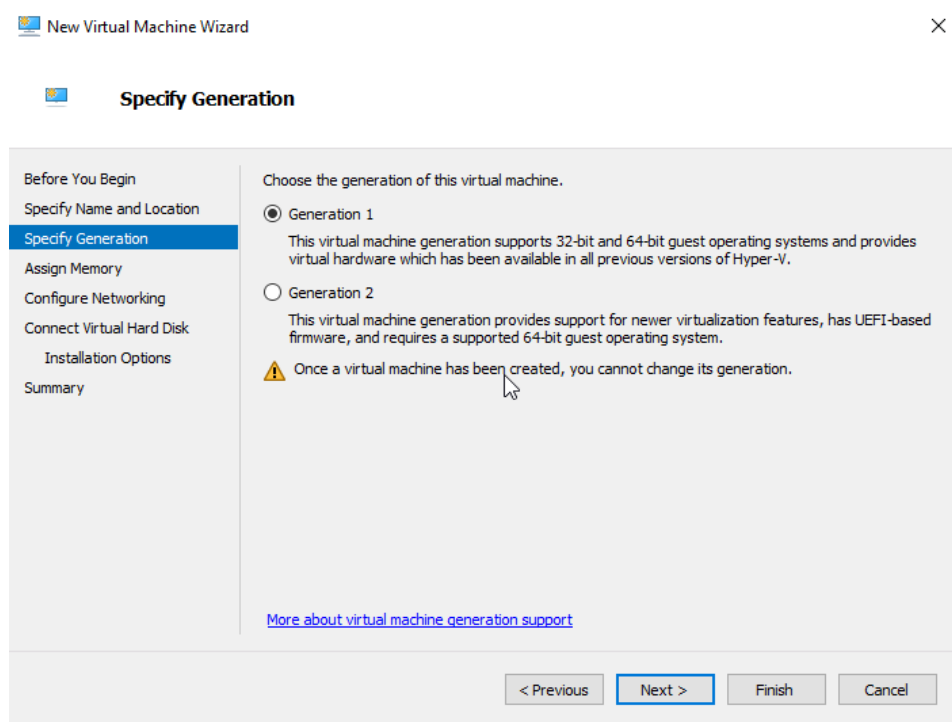 New Virtual Machine Wizard
Specify Generation
Before You Begin
Specify Name and Location
Specify Generation
Assign Memory
Configure Networking
Connect Virtual Hard Disk
Installation Options
Summary
Choose the generation of this virtual machine.
Generation 1
This virtual machine generation supports 32-bit and 64-bit guest operating systems and provides
virtual hardware which has been available in all previous versions of Hyper-V.
Generation 2
This virtual machine generation provides support for newer virtualization features, has UEFI-based
firmware, and requires a supported 64-bit guest operating system.
Once a virtual machine has been created, you cannot change its generation.
More about virtual machine generation support
< Previous
Next >
Finish
Cancel